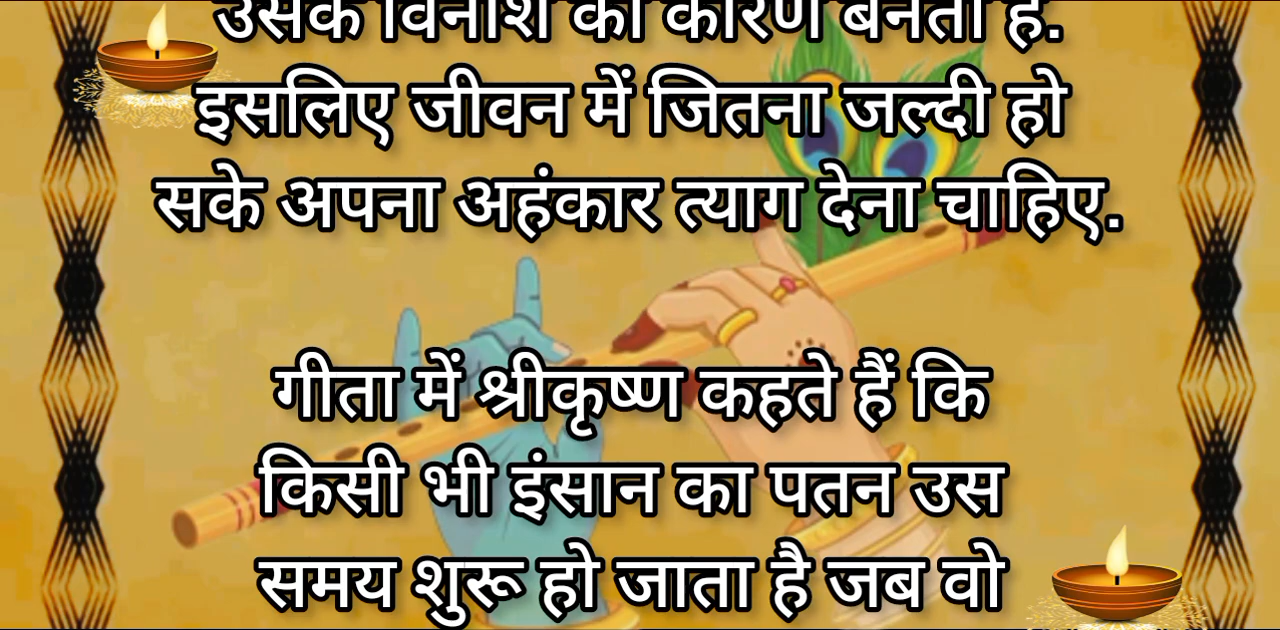 उसके विनाश का कारण बनता है.
इसलिए जीवन में जितना जल्दी हो
सके अपना अहंकार त्याग देना चाहिए.
गीता में श्रीकृष्ण कहते हैं कि
किसी भी इंसान का पतन उस
समय शुरू हो जाता है जब वो